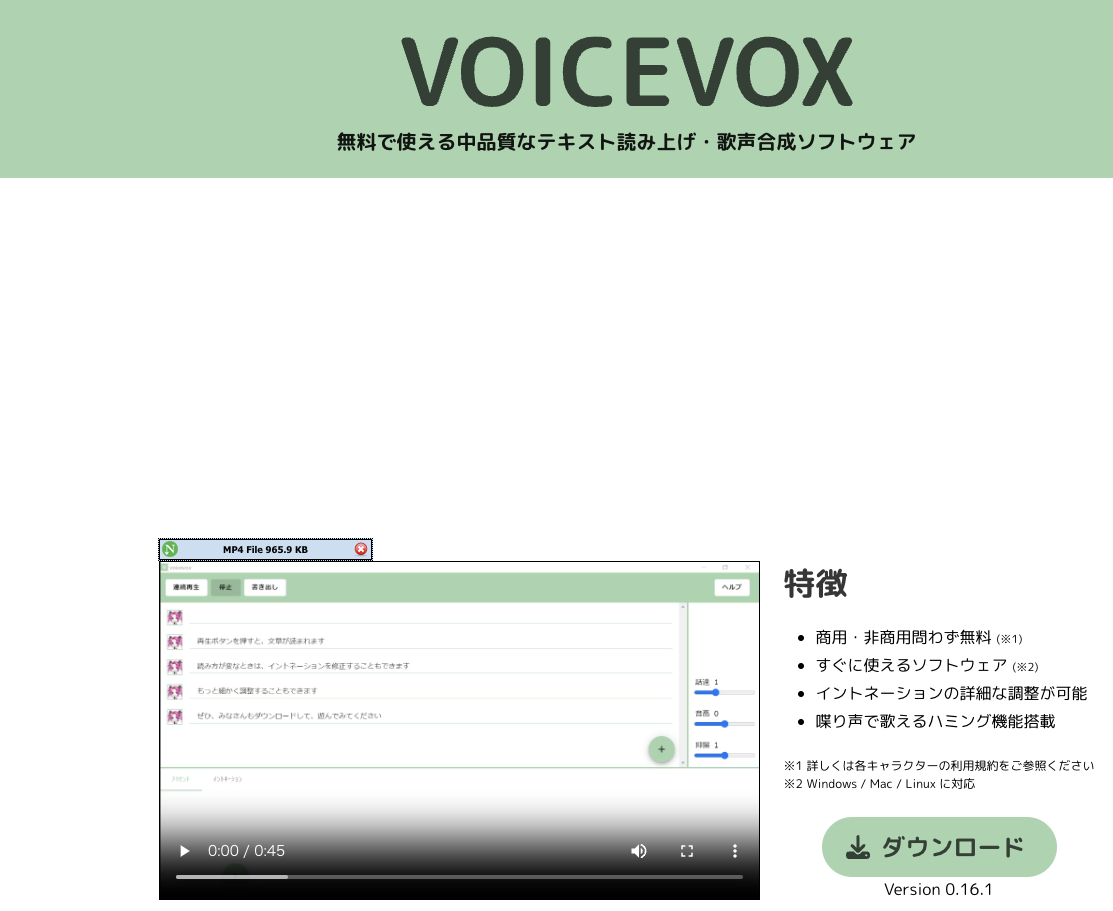 VOICEVOX
無料で使える中品質なテキスト読み上げ・歌声合成ソフトウェア
MP4 File 965.9 KB
連続再生 停止 書き出し ヘルプ
再生ボタンを押すと、文章が読まれます
読み方が変なときは、イントネーションを修正することもできます
もっと細かく調整することもできます
ぜひ、みなさんもダウンロードして、遊んでみてください
話速 1
音高 0
抑揚 1
+
アクセント イントネーション
0:00 / 0:45
特徴
• 商用・非商用問わず無料 (※1)
• すぐに使えるソフトウェア (※2)
• イントネーションの詳細な調整が可能
• 喋り声で歌えるハミング機能搭載
※1 詳しくは各キャラクターの利用規約をご参照ください
※2 Windows / Mac / Linux に対応
ダウンロード
Version 0.16.1